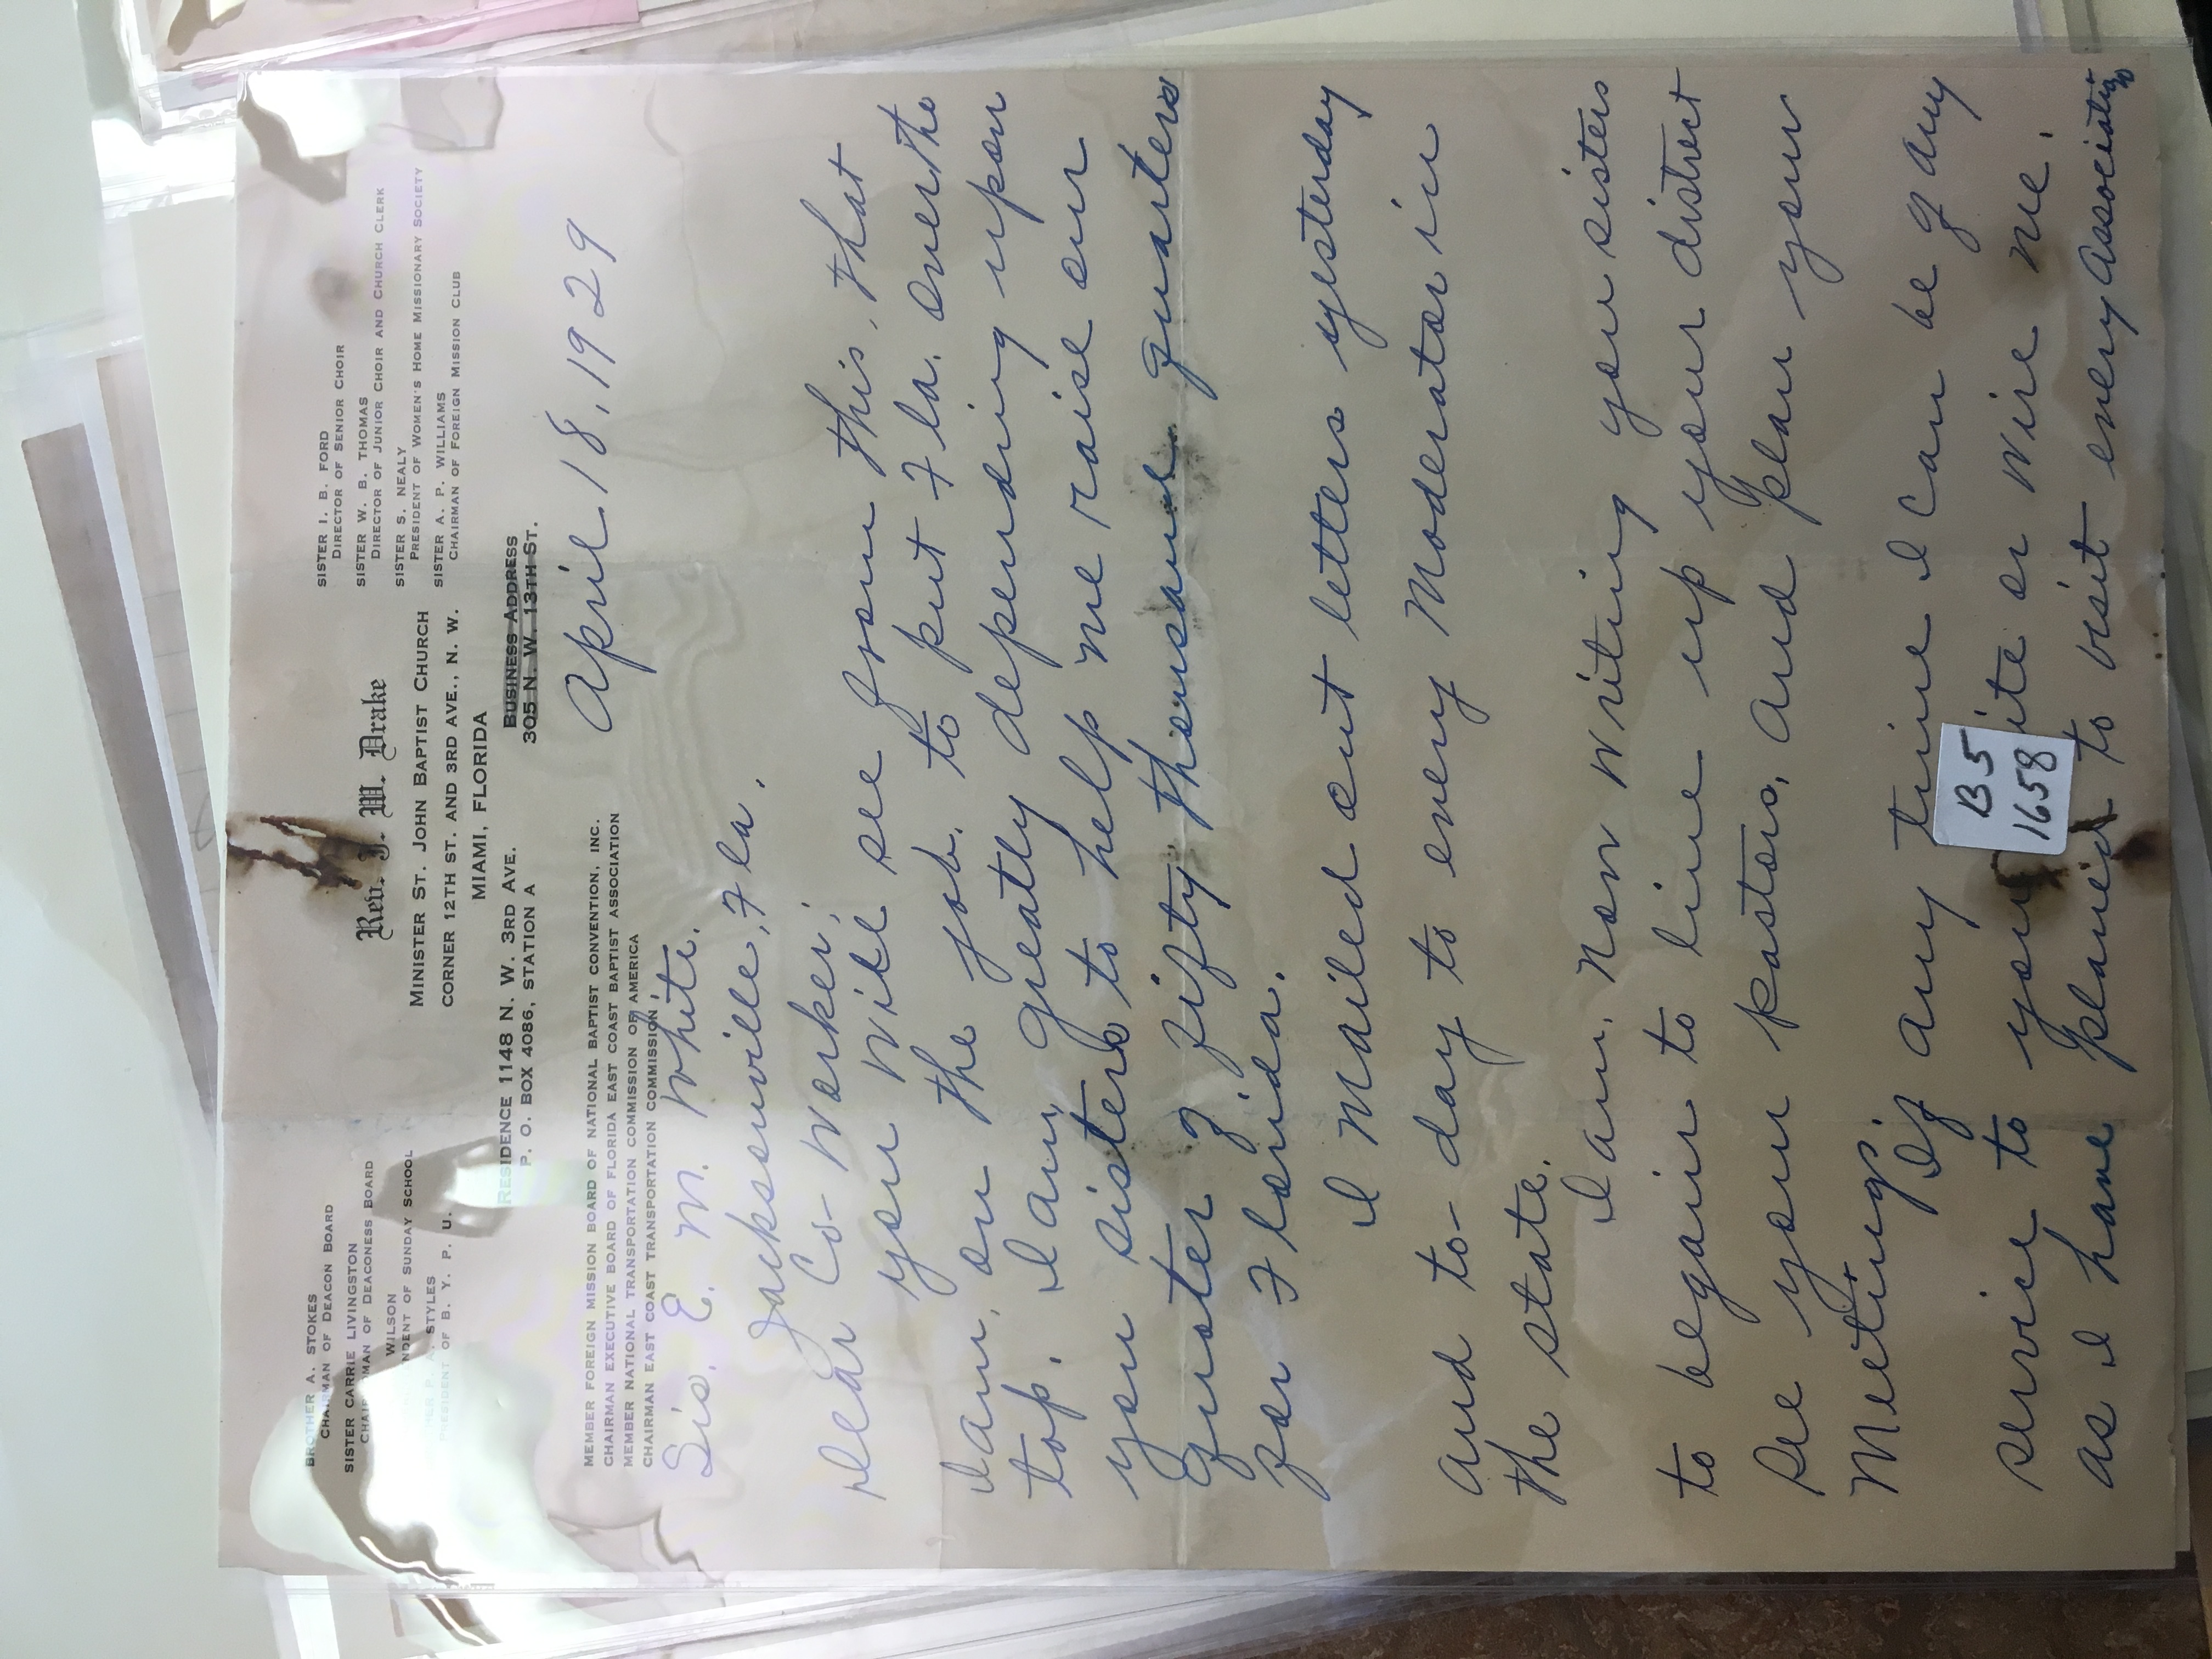 BROTHER A. STOKES
CHAIRMAN OF DEACON BOARD
SISTER CARRIE LIVINGSTON
CHAIRWOMAN OF DEACONESS BOARD
WILSON
OF SUNDAY SCHOOL
STYLES
PRESIDENT OF B. Y. P. U.
Rev. J. W. Drake
MINISTER ST. JOHN BAPTIST CHURCH
CORNER 12TH ST. AND 3RD AVE., N. W.
MIAMI, FLORIDA
SISTER I. B. FORD
DIRECTOR OF SENIOR CHOIR
SISTER W. B. THOMAS
DIRECTOR OF JUNIOR CHOIR AND CHURCH CLERK
SISTER S. NEALY
PRESIDENT OF WOMEN'S HOME MISSIONARY SOCIETY
SISTER A. P. WILLIAMS
CHAIRMAN OF FOREIGN MISSION CLUB
RESIDENCE 1148 N. W. 3RD AVE.
P. O. BOX 4086, STATION A
BUSINESS ADDRESS
305 N. W. 13TH ST.
MEMBER FOREIGN MISSION BOARD OF NATIONAL BAPTIST CONVENTION, INC.
CHAIRMAN EXECUTIVE BOARD OF FLORIDA EAST COAST BAPTIST ASSOCIATION
MEMBER NATIONAL TRANSPORTATION COMMISSION OF AMERICA
CHAIRMAN EAST COAST TRANSPORTATION COMMISSION
April 18, 1929
Sis. E. M. White.
Jacksonville, Fla,
Dear Co-Worker;
you will see from this, that
I am, on the job. to put Fla. over the
top. I am, greatly depending upon
you sisters to help me raise our
quoter of fifty thousand quarters
for Florida.
I mailed out letters yesterday
and to-day to every Moderator in
the state.
I am, now writing you sisters
to begain to line up your district
see your pastors, and plan your
Meetings.
If any time I can be of any
service to you ite or wire me.
as I have planed to visit every Association
B5
1658